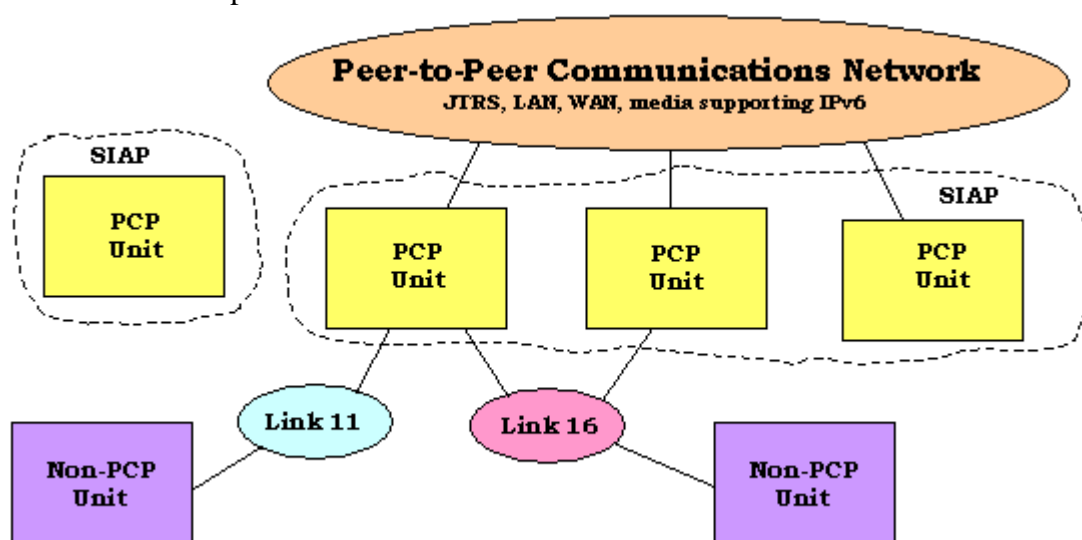 Peer-to-Peer Communications Network
JTRS, LAN, WAN, media supporting IPv6
SIAP
PCP
Unit
SIAP
PCP
Unit
PCP
Unit
PCP
Unit
Link 11
Link 16
Non-PCP
Unit
Non-PCP
Unit